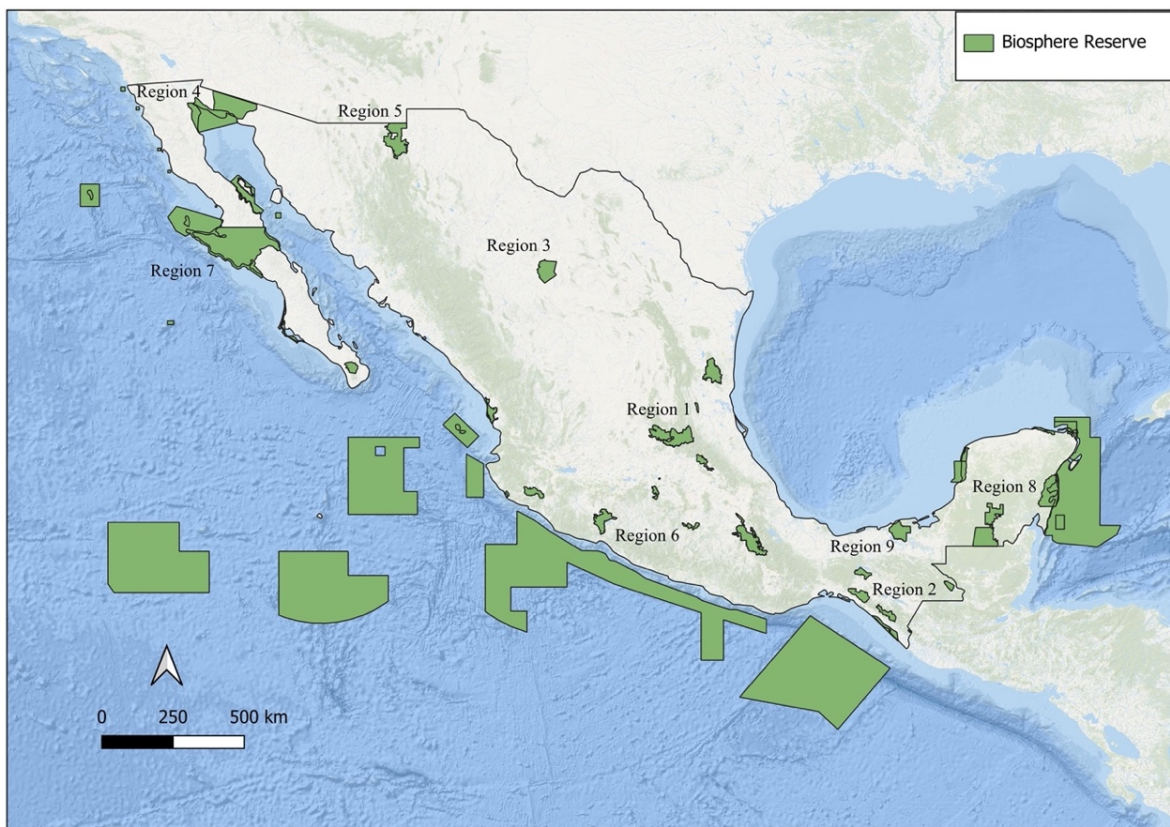 Biosphere Reserve
Region 4
Region 5
Region 3
Region 7
Region 1
Region 8
Region 6
Region 9
Region 2
0 250 500 km